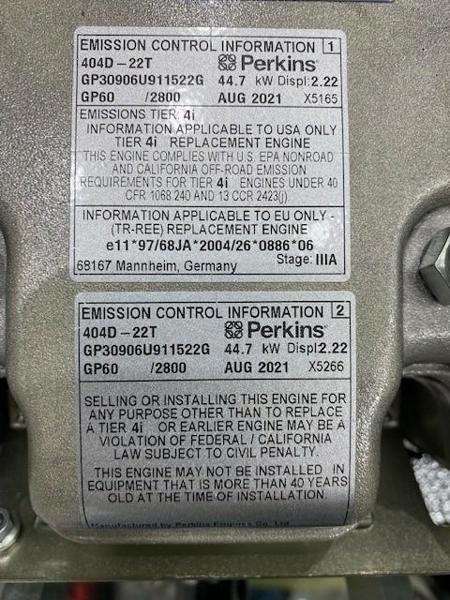 EMISSION CONTROL INFORMATION 1
404D-22T Perkins
GP30906U911522G 44.7 kW Displ:2.22
GP60 /2800 AUG 2021 X5165
EMISSIONS TIER: 4i
INFORMATION APPLICABLE TO USA ONLY
TIER 4i REPLACEMENT ENGINE
THIS ENGINE COMPLIES WITH U.S. EPA NONROAD
AND CALIFORNIA OFF-ROAD EMISSION
REQUIREMENTS FOR TIER 4i ENGINES UNDER 40
CFR 1068.240 AND 13 CCR 2423(j).
INFORMATION APPLICABLE TO EU ONLY -
(TR-REE) REPLACEMENT ENGINE
e11*97/68JA*2004/26*0886*06
68167 Mannheim, Germany Stage: IIIA
EMISSION CONTROL INFORMATION 2
404D-22T Perkins
GP30906U911522G 44.7 kW Displ:2.22
GP60 /2800 AUG 2021 X5266
SELLING OR INSTALLING THIS ENGINE FOR
ANY PURPOSE OTHER THAN TO REPLACE
A TIER 4i OR EARLIER ENGINE MAY BE A
VIOLATION OF FEDERAL / CALIFORNIA
LAW SUBJECT TO CIVIL PENALTY.
THIS ENGINE MAY NOT BE INSTALLED IN
EQUIPMENT THAT IS MORE THAN 40 YEARS
OLD AT THE TIME OF INSTALLATION.
Manufactured by Perkins Engines Co. Ltd